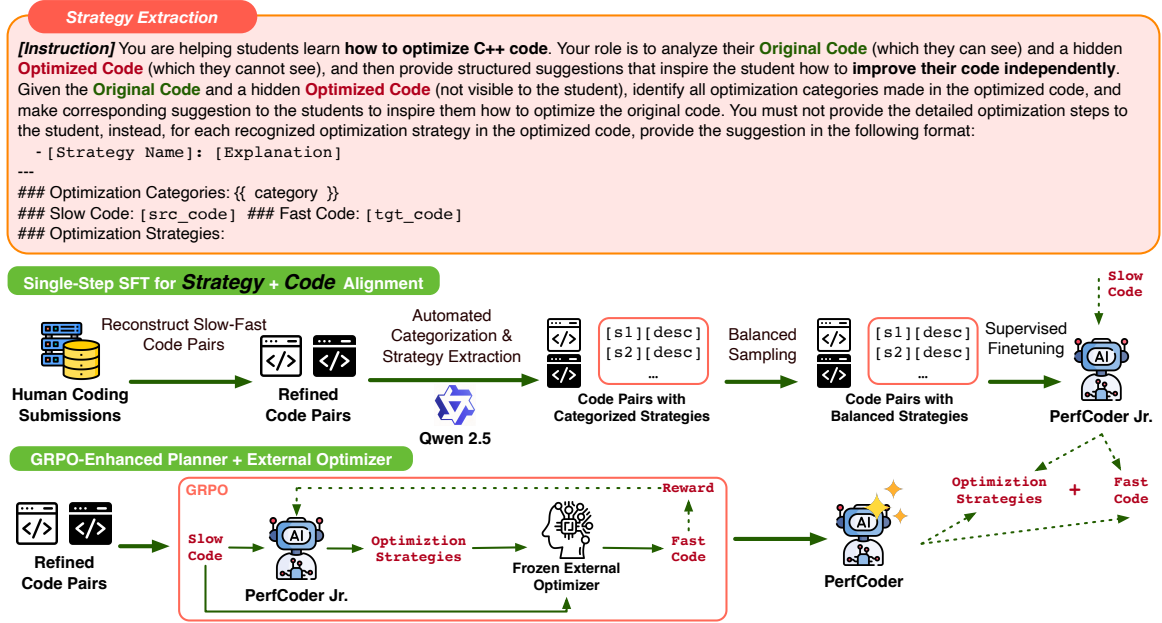 Strategy Extraction
[Instruction] You are helping students learn how to optimize C++ code. Your role is to analyze their Original Code (which they can see) and a hidden
Optimized Code (which they cannot see), and then provide structured suggestions that inspire the student how to improve their code independently.
Given the Original Code and a hidden Optimized Code (not visible to the student), identify all optimization categories made in the optimized code, and
make corresponding suggestion to the students to inspire them how to optimize the original code. You must not provide the detailed optimization steps to
the student, instead, for each recognized optimization strategy in the optimized code, provide the suggestion in the following format:
- [Strategy Name]: [Explanation]
---
### Optimization Categories: {{ category }}
### Slow Code: [src_code] ### Fast Code: [tgt_code]
### Optimization Strategies:
Single-Step SFT for Strategy + Code Alignment
Human Coding
Submissions
Reconstruct Slow-Fast
Code Pairs
</>
</>
Refined
Code Pairs
Automated
Categorization &
Strategy Extraction
Qwen 2.5
</>
</>
[s1][desc]
[s2][desc]
...
Code Pairs with
Categorized Strategies
Balanced
Sampling
</>
</>
[s1][desc]
[s2][desc]
...
Code Pairs with
Balanced Strategies
Supervised
Finetuning
Slow
Code
AI
PerfCoder Jr.
GRPO-Enhanced Planner + External Optimizer
</>
</>
Refined
Code Pairs
GRPO
Slow
Code
AI
PerfCoder Jr.
Optimiztion
Strategies
Frozen External
Optimizer
Reward
Fast
Code
AI
PerfCoder
Optimiztion
Strategies
+
Fast
Code